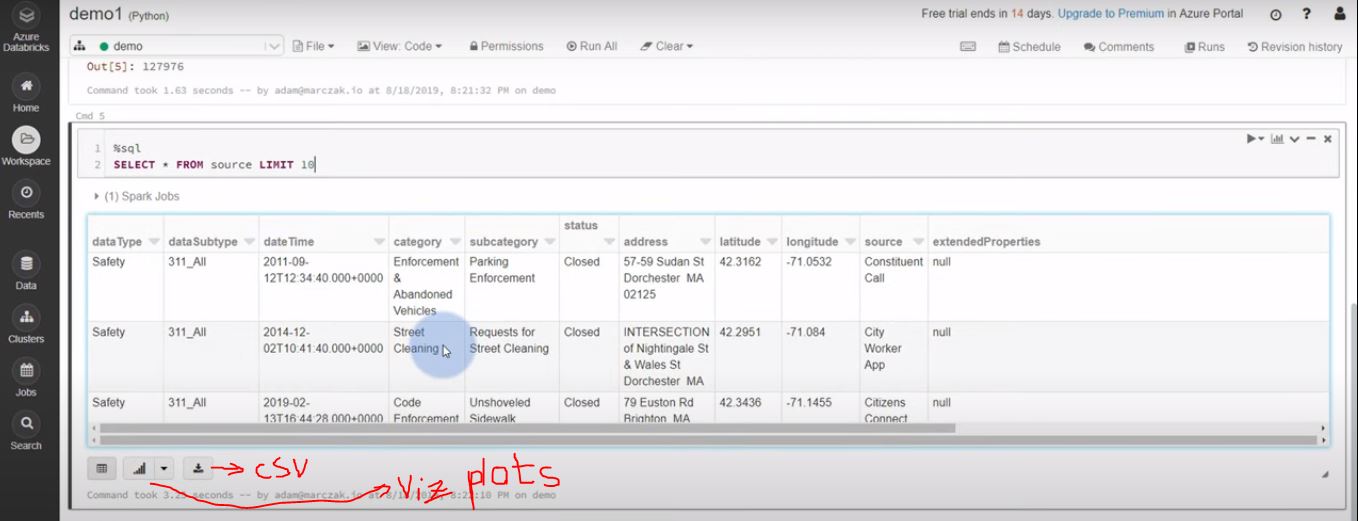 Azure Databricks
Home
Workspace
Recents
Data
Clusters
Jobs
Search
demo1 (Python)
Free trial ends in 14 days. Upgrade to Premium in Azure Portal
demo
File
View: Code
Permissions
Run All
Clear
Schedule
Comments
Runs
Revision history
Out[5]: 127976
Command took 1.63 seconds -- by adam@marczak.io at 8/18/2019, 8:21:32 PM on demo
Cmd 5
1 %sql
2 SELECT * FROM source LIMIT 10
(1) Spark Jobs
dataType dataSubtype dateTime category subcategory status address latitude longitude source extendedProperties
Safety 311_All 2011-09-12T12:34:40.000+0000 Enforcement & Abandoned Vehicles Parking Enforcement Closed 57-59 Sudan St Dorchester MA 02125 42.3162 -71.0532 Constituent Call null
Safety 311_All 2014-12-02T10:41:40.000+0000 Street Cleaning Requests for Street Cleaning Closed INTERSECTION of Nightingale St & Wales St Dorchester MA 42.2951 -71.084 City Worker App null
Safety 311_All 2019-02-13T16:44:28.000+0000 Code Enforcement Unshoveled Sidewalk Closed 79 Euston Rd Brighton MA 42.3436 -71.1455 Citizens Connect null
csv
viz plots
Command took 3.23 seconds -- by adam@marczak.io at 8:22:10 PM on demo